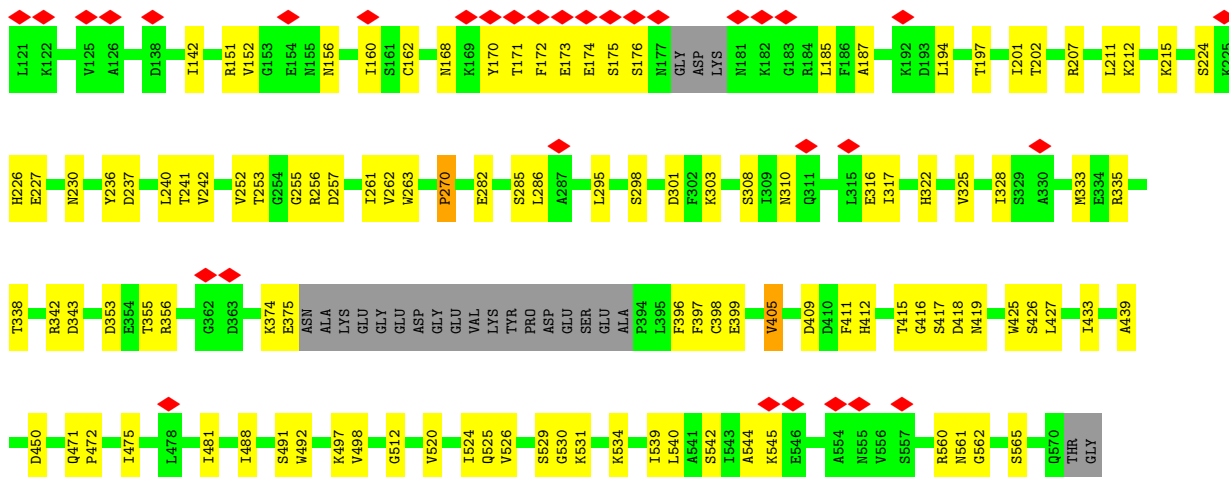 L121 K122 V125 A126 D138 I142 R151 V152 G153 E154 N155 N156 I160 S161 C162 N168 K169 Y170 T171 F172 E173 E174 S175 S176 N177 GLY ASP LYS N181 K182 G183 R184 L185 F186 A187 K192 D193 L194 T197 I201 T202 R207 L211 K212 K215 S224 K225
H226 E227 N230 Y236 D237 L240 T241 V242 V252 T253 G254 G255 R256 D257 I261 V262 W263 P270 E282 S285 L286 A287 L295 S298 D301 F302 K303 S308 I309 N310 Q311 L315 E316 I317 H322 V325 I328 S329 A330 M333 E334 R335
T338 R342 D343 D353 E354 T355 R356 G362 D363 K374 E375 ASN ALA LYS GLU GLY GLU ASP GLY GLU VAL LYS TYR PRO ASP GLU SER GLU ALA P394 L395 F396 F397 C398 E399 V405 D409 D410 F411 H412 T415 G416 S417 D418 N419 W425 S426 L427 I433 A439
D450 Q471 P472 I475 L478 I481 I488 S491 W492 K497 V498 G512 V520 I524 Q525 V526 S529 G530 K531 K534 I539 L540 A541 S542 I543 A544 K545 E546 A554 N555 V556 S557 R560 N561 G562 S565 Q570 THR GLY